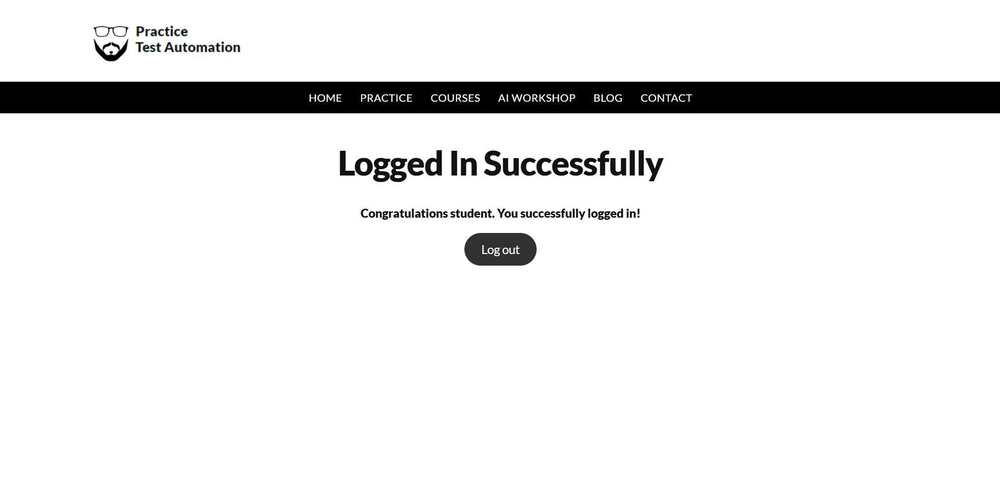 Practice
Test Automation
HOME PRACTICE COURSES AI WORKSHOP BLOG CONTACT
Logged In Successfully
Congratulations student. You successfully logged in!
Log out